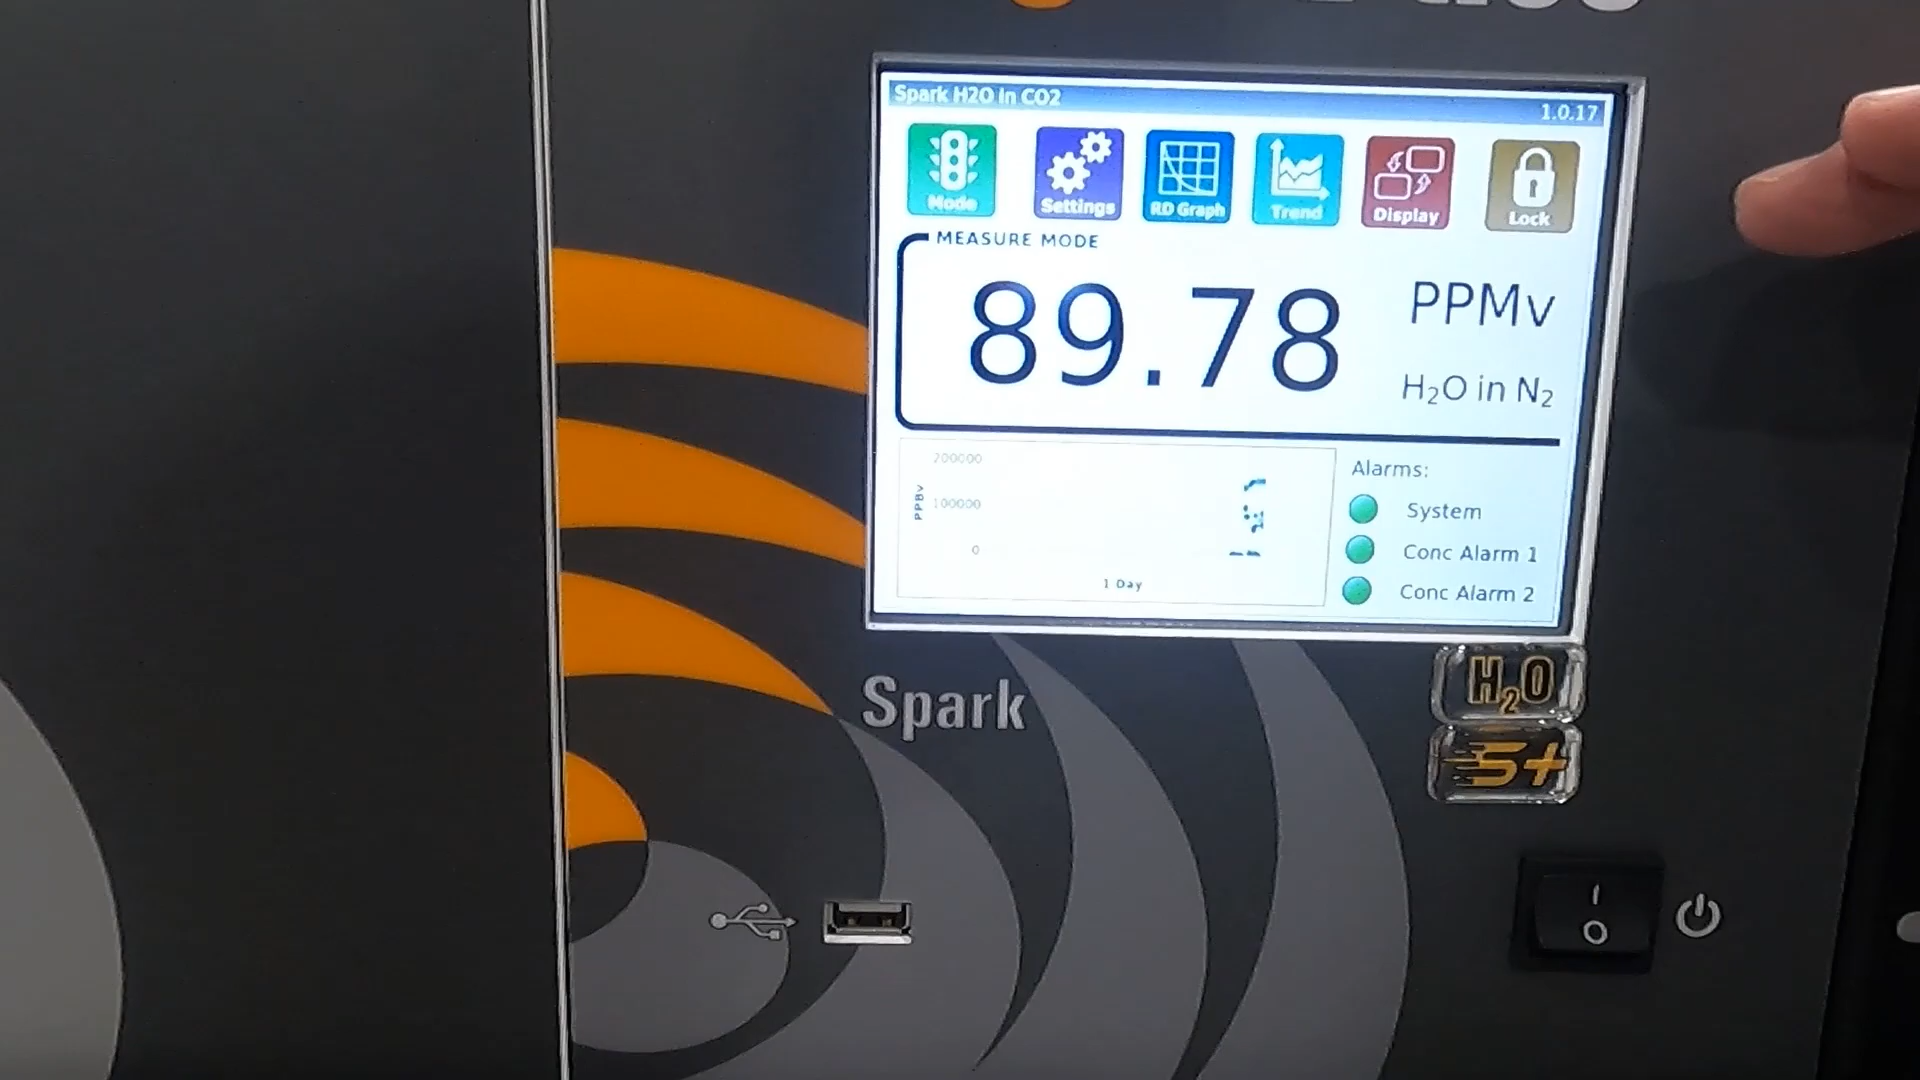 Spark H2O in CO2
1.0.17
Mode
Settings
RD Graph
Trend
Display
Lock
MEASURE MODE
89.78
PPMv
H₂O in N₂
200000
100000
0
PPBv
1 Day
Alarms:
System
Conc Alarm 1
Conc Alarm 2
Spark
H₂O
S+
I
O